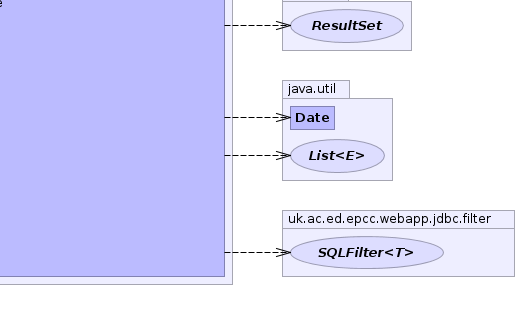 e
ResultSet
java.util
Date
List<E>
uk.ac.ed.epcc.webapp.jdbc.filter
SQLFilter<T>